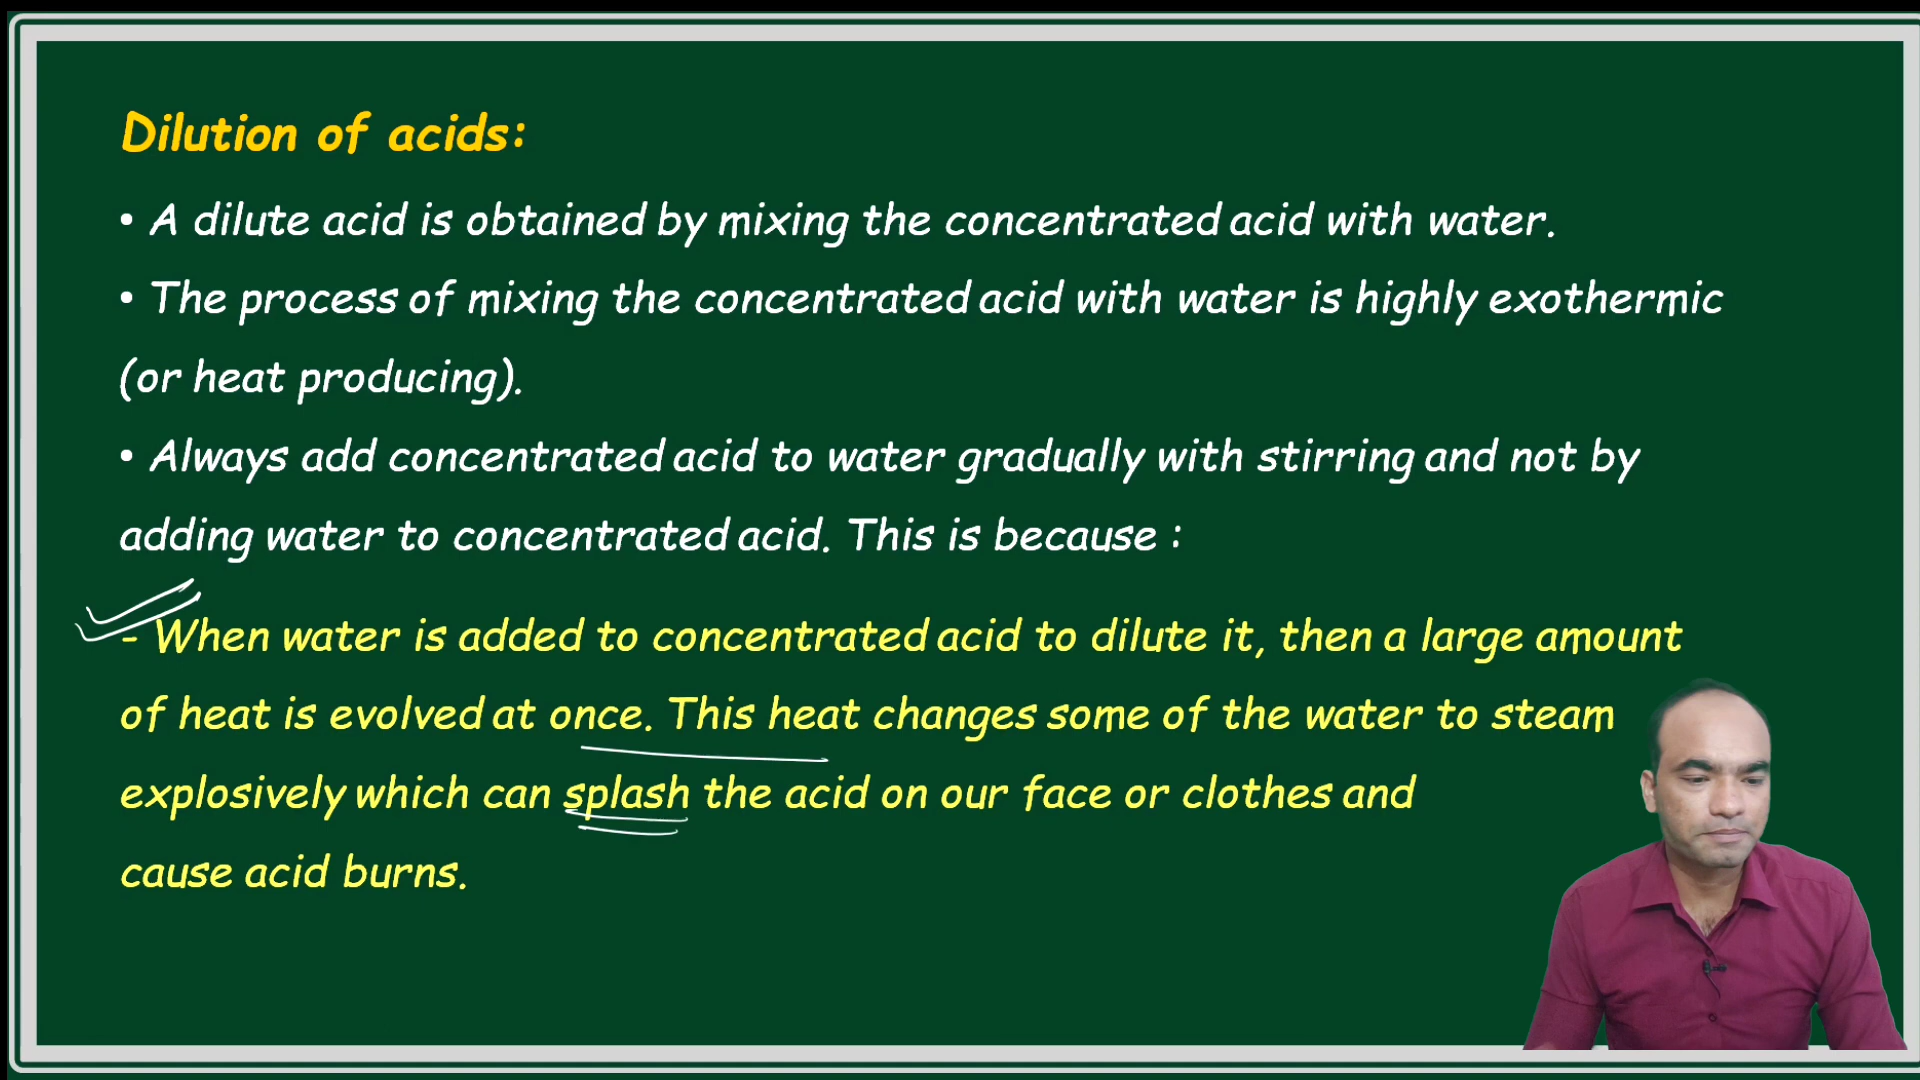 Dilution of acids:
• A dilute acid is obtained by mixing the concentrated acid with water.
• The process of mixing the concentrated acid with water is highly exothermic
(or heat producing).
• Always add concentrated acid to water gradually with stirring and not by
adding water to concentrated acid. This is because :
- When water is added to concentrated acid to dilute it, then a large amount
of heat is evolved at once. This heat changes some of the water to steam
explosively which can splash the acid on our face or clothes and
cause acid burns.